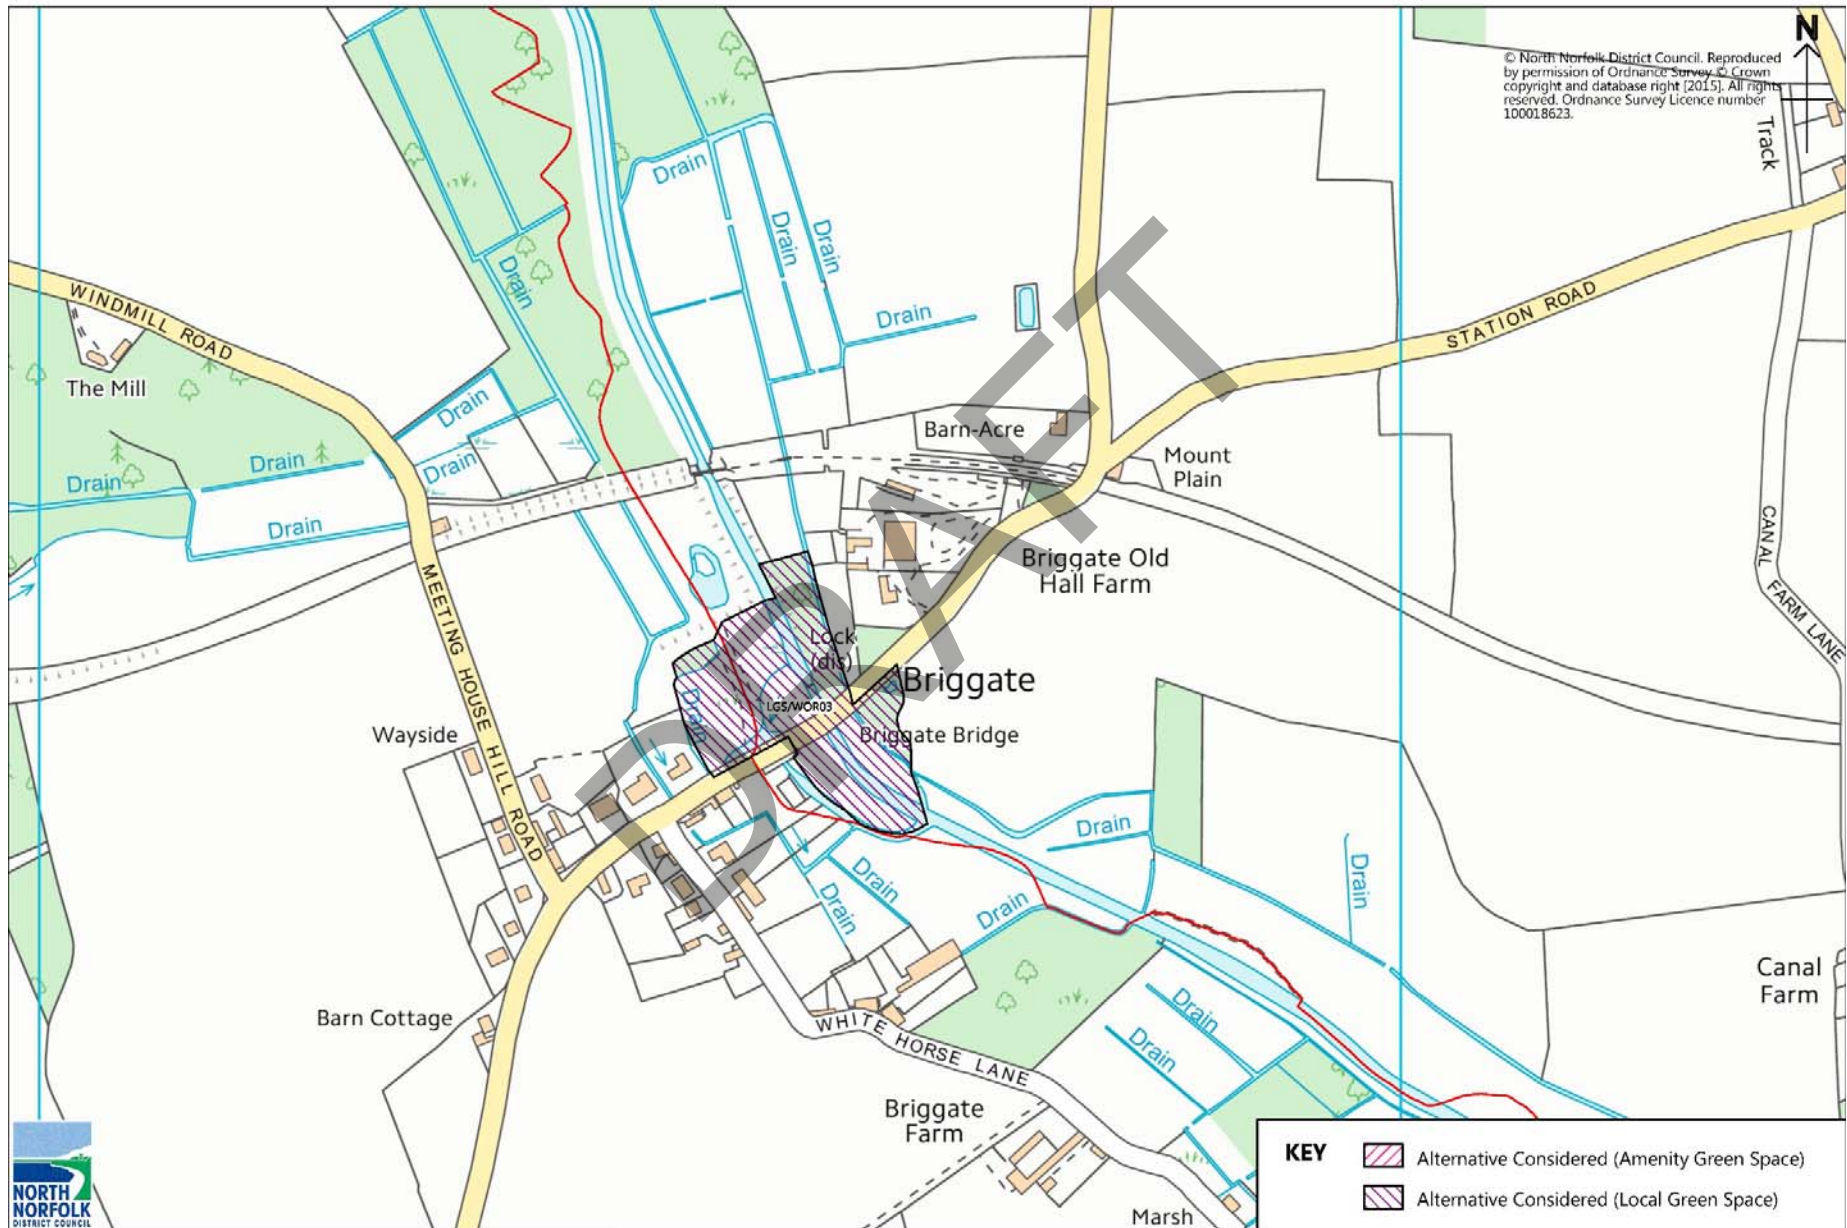 N
© North Norfolk District Council. Reproduced
by permission of Ordnance Survey © Crown
copyright and database right [2015]. All rights
reserved. Ordnance Survey Licence number
100018623.
Track
Drain
Drain
Drain
Drain
Drain
WINDMILL ROAD
STATION ROAD
The Mill
Drain
Barn-Acre
Mount
Plain
Drain
Drain
Drain
Drain
CANAL FARM LANE
Briggate Old
Hall Farm
MEETING HOUSE HILL ROAD
Lock
(dis)
Briggate
Drain
LGS/WOR03
Wayside
Briggate Bridge
Drain
Drain
Drain
Drain
Drain
DRAFT
Canal
Farm
Barn Cottage
WHITE HORSE LANE
Drain
Drain
Briggate
Farm
Marsh
KEY
Alternative Considered (Amenity Green Space)
Alternative Considered (Local Green Space)
NORTH
NORFOLK
DISTRICT COUNCIL